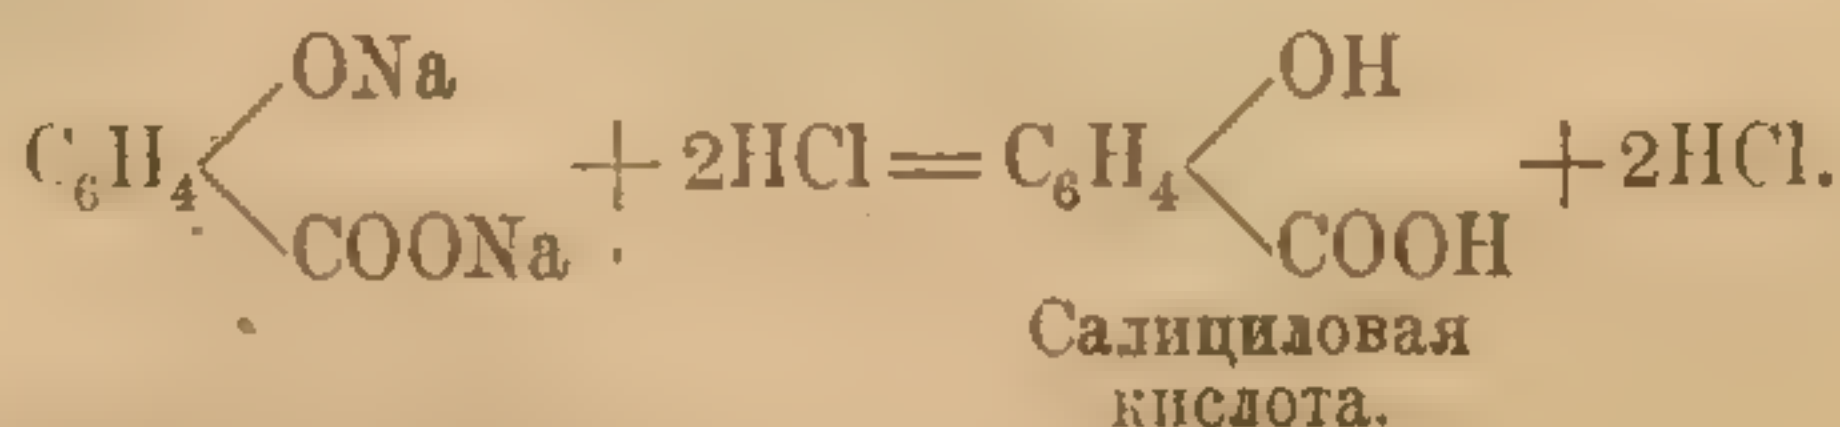 ONa OH
C₆H₄ + 2HCl = C₆H₄ + 2HCl.
COONa COOH
Салициловая
кислота.